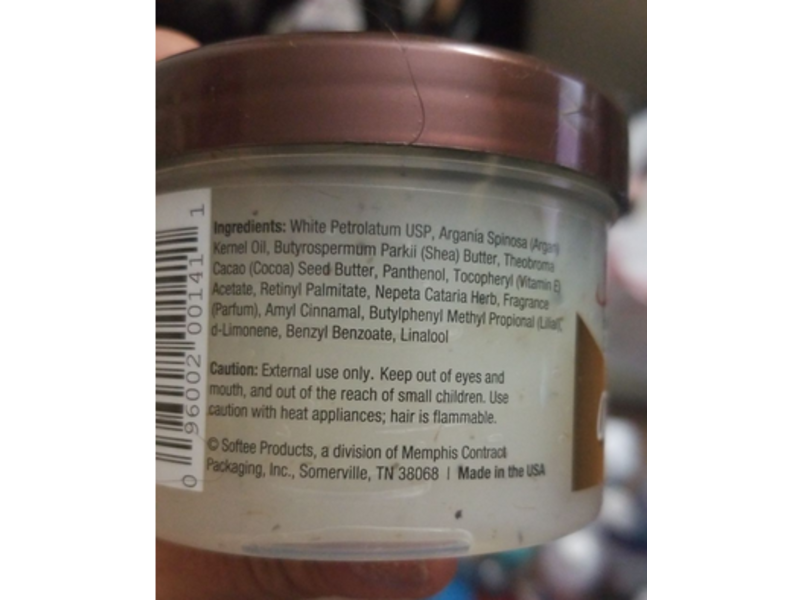 Ingredients: White Petrolatum USP, Argania Spinosa (Argan)
Kernel Oil, Butyrospermum Parkii (Shea) Butter, Theobroma
Cacao (Cocoa) Seed Butter, Panthenol, Tocopheryl (Vitamin E)
Acetate, Retinyl Palmitate, Nepeta Cataria Herb, Fragrance
(Parfum), Amyl Cinnamal, Butylphenyl Methyl Propional (Lilial),
d-Limonene, Benzyl Benzoate, Linalool
Caution: External use only. Keep out of eyes and
mouth, and out of the reach of small children. Use
caution with heat appliances; hair is flammable.
© Softee Products, a division of Memphis Contract
Packaging, Inc., Somerville, TN 38068 | Made in the USA
0 96002 00141 1